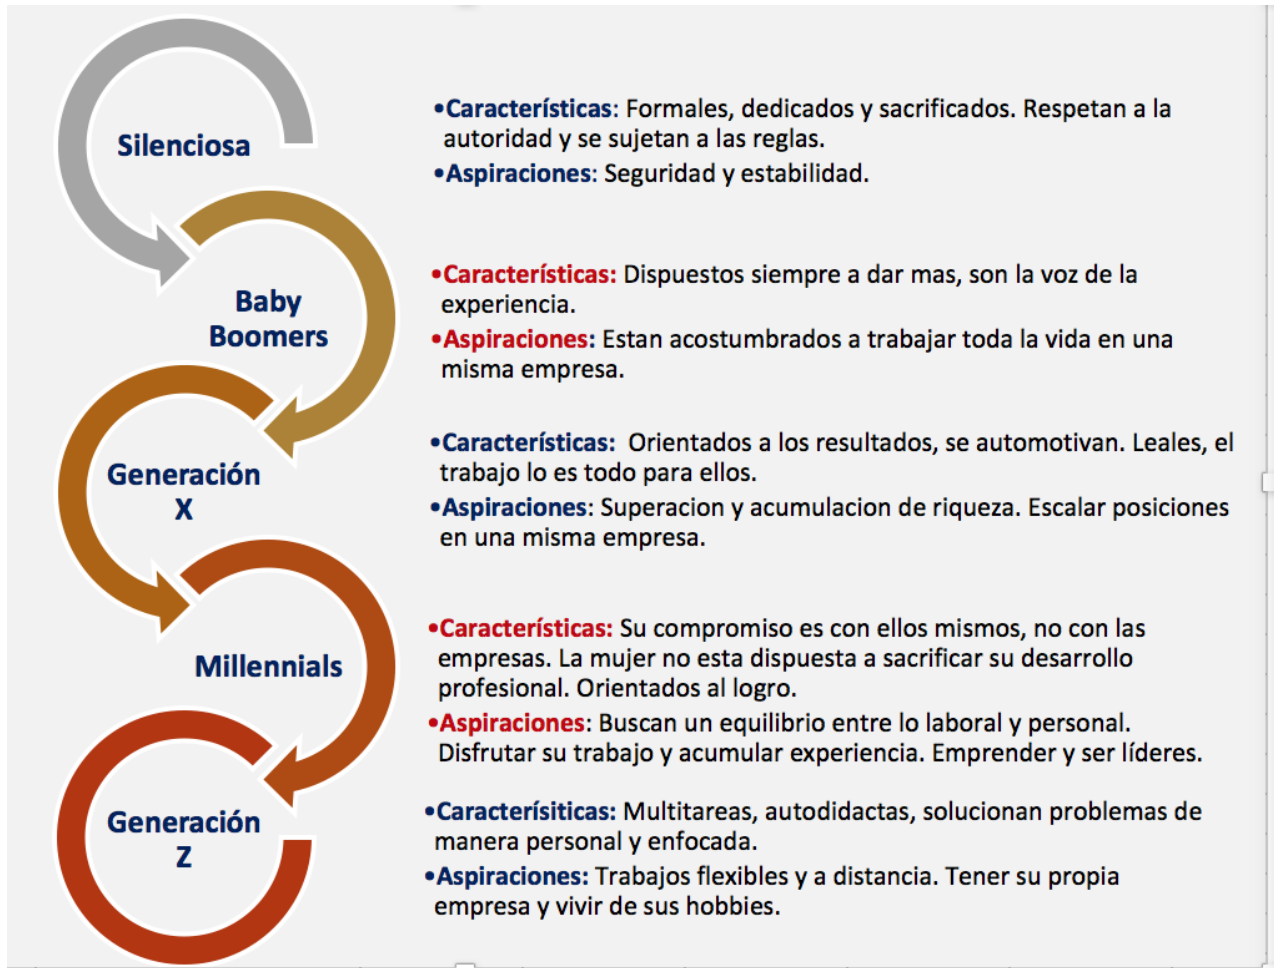 Silenciosa
•Características: Formales, dedicados y sacrificados. Respetan a la
autoridad y se sujetan a las reglas.
•Aspiraciones: Seguridad y estabilidad.
Baby
Boomers
•Características: Dispuestos siempre a dar mas, son la voz de la
experiencia.
•Aspiraciones: Estan acostumbrados a trabajar toda la vida en una
misma empresa.
Generación
X
•Características: Orientados a los resultados, se automotivan. Leales, el
trabajo lo es todo para ellos.
•Aspiraciones: Superacion y acumulacion de riqueza. Escalar posiciones
en una misma empresa.
Millennials
•Características: Su compromiso es con ellos mismos, no con las
empresas. La mujer no esta dispuesta a sacrificar su desarrollo
profesional. Orientados al logro.
•Aspiraciones: Buscan un equilibrio entre lo laboral y personal.
Disfrutar su trabajo y acumular experiencia. Emprender y ser líderes.
Generación
Z
•Caracterísiticas: Multitareas, autodidactas, solucionan problemas de
manera personal y enfocada.
•Aspiraciones: Trabajos flexibles y a distancia. Tener su propia
empresa y vivir de sus hobbies.